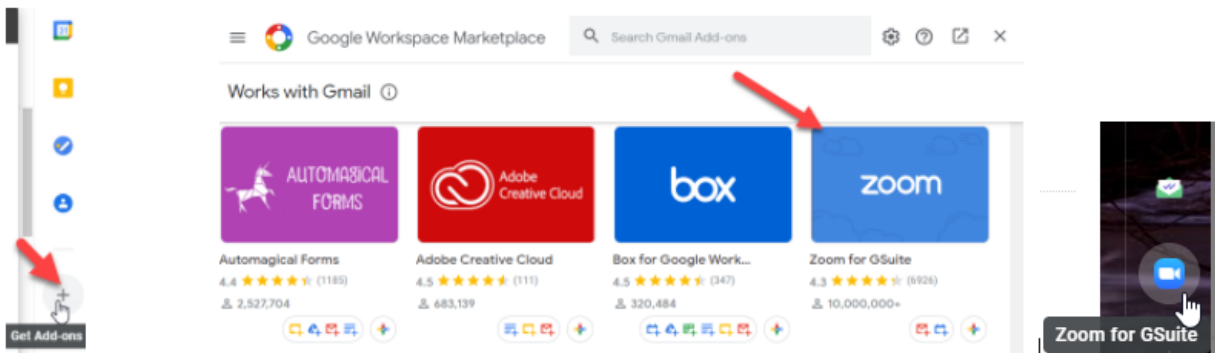 31
Get Add-ons
Google Workspace Marketplace
Search Gmail Add-ons
Works with Gmail
AUTOMAGICAL
FORMS
Adobe
Creative Cloud
box
zoom
Automagical Forms
Adobe Creative Cloud
Box for Google Work...
Zoom for GSuite
4.4 (1185)
4.5 (111)
4.5 (347)
4.3 (6926)
2,527,704
683,139
320,484
10,000,000+
Zoom for GSuite